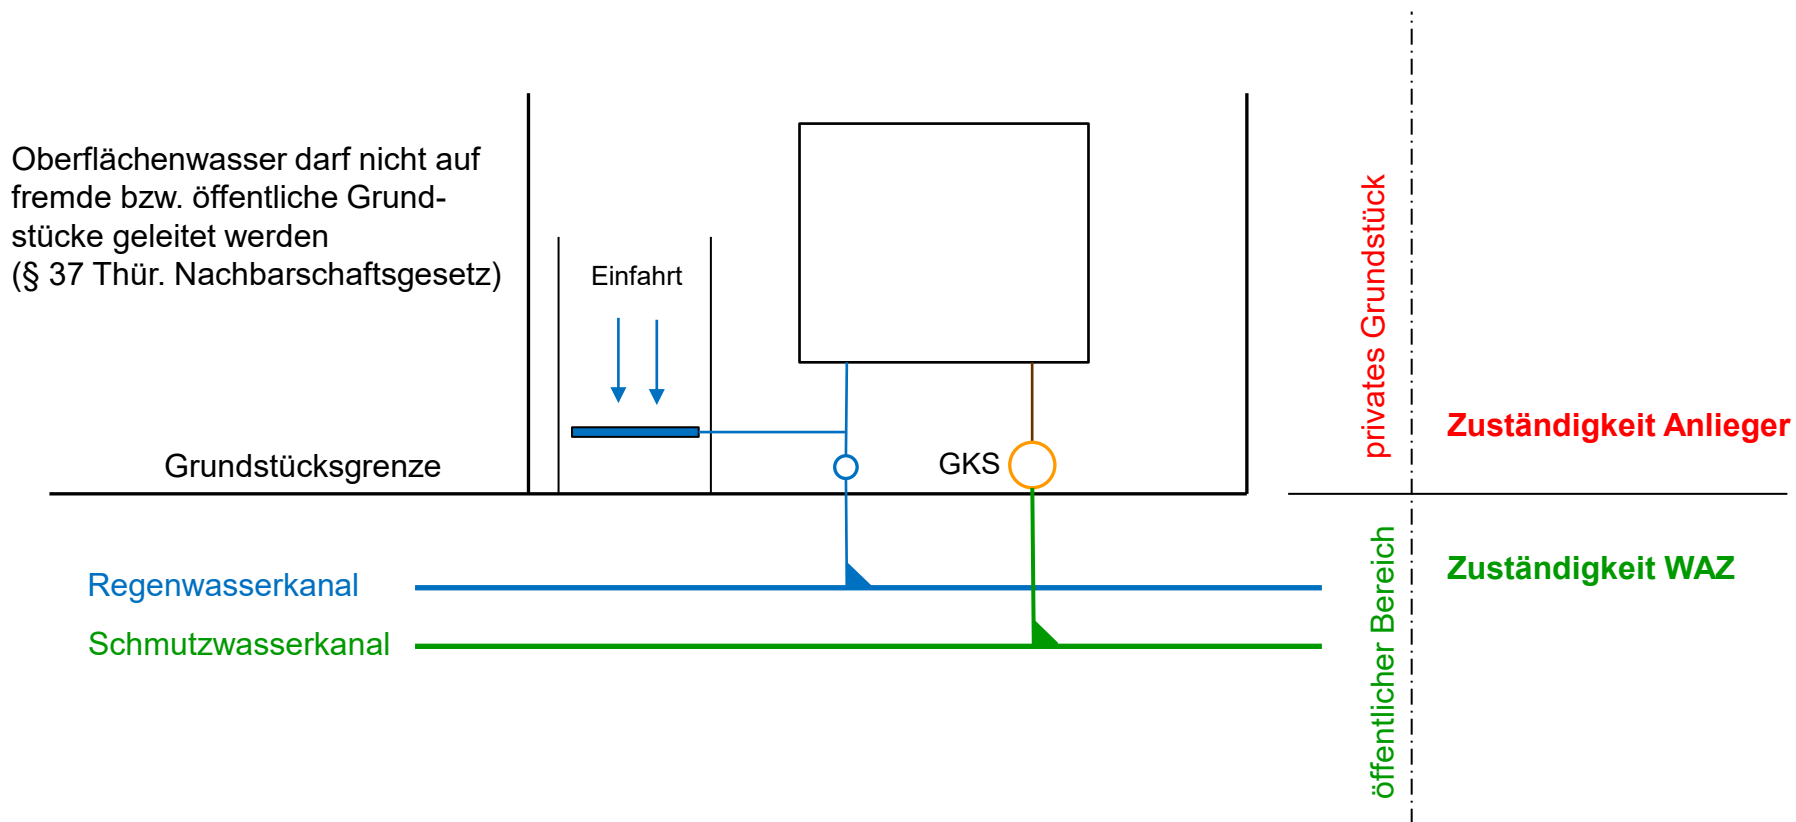 Oberflächenwasser darf nicht auf
fremde bzw. öffentliche Grund-
stücke geleitet werden
(§ 37 Thür. Nachbarschaftsgesetz)
Einfahrt
Grundstücksgrenze
GKS
privates Grundstück
Zuständigkeit Anlieger
Regenwasserkanal
Schmutzwasserkanal
öffentlicher Bereich
Zuständigkeit WAZ